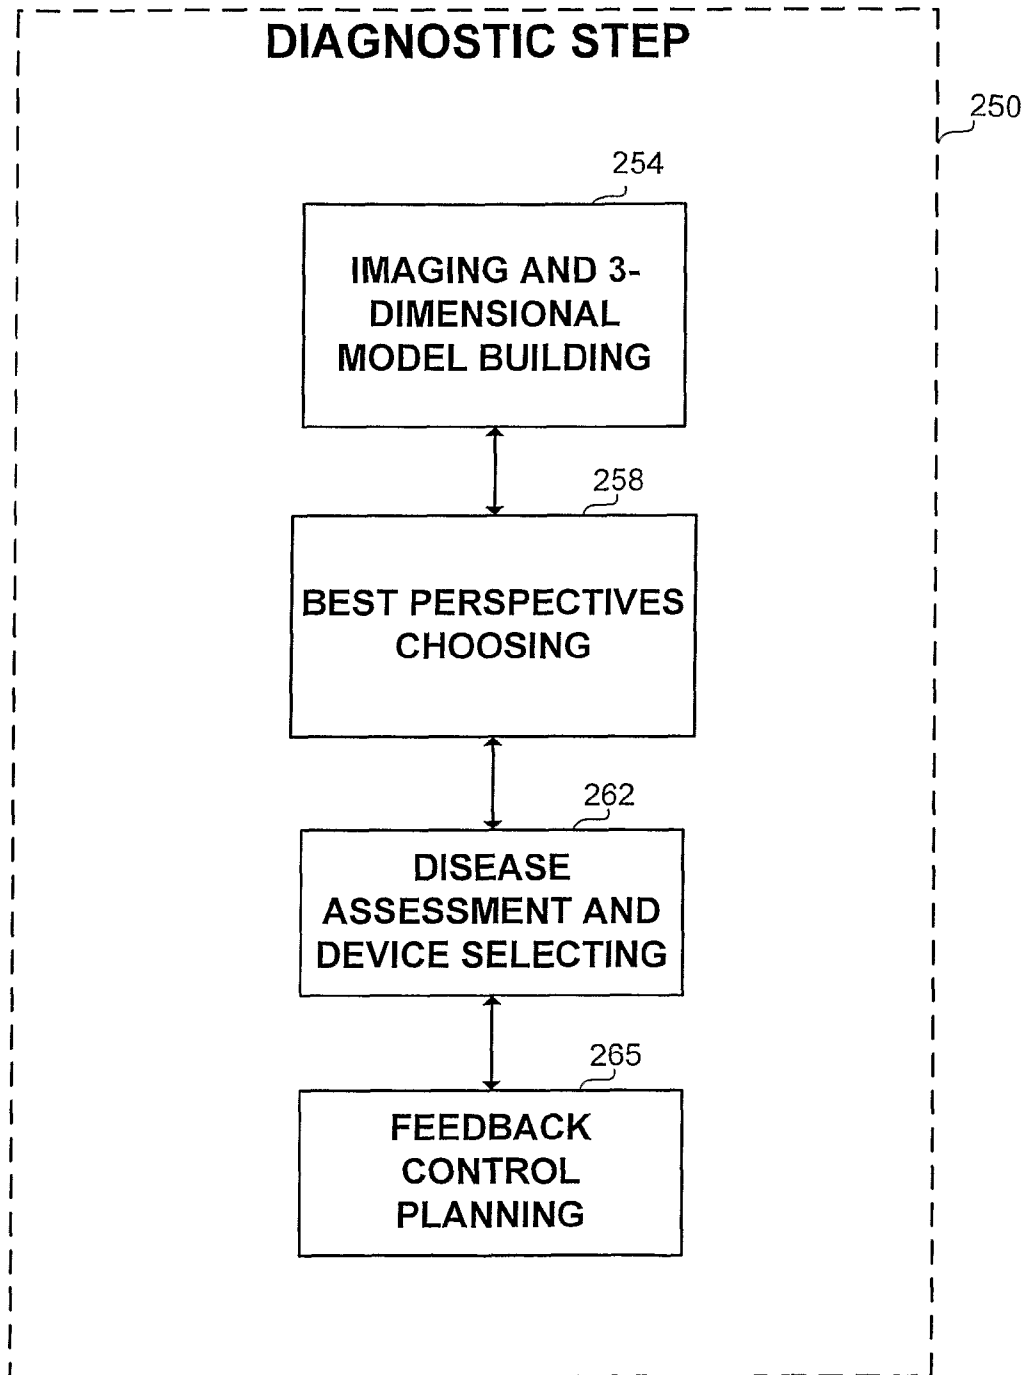 DIAGNOSTIC STEP
250
254
IMAGING AND 3-
DIMENSIONAL
MODEL BUILDING
258
BEST PERSPECTIVES
CHOOSING
262
DISEASE
ASSESSMENT AND
DEVICE SELECTING
265
FEEDBACK
CONTROL
PLANNING